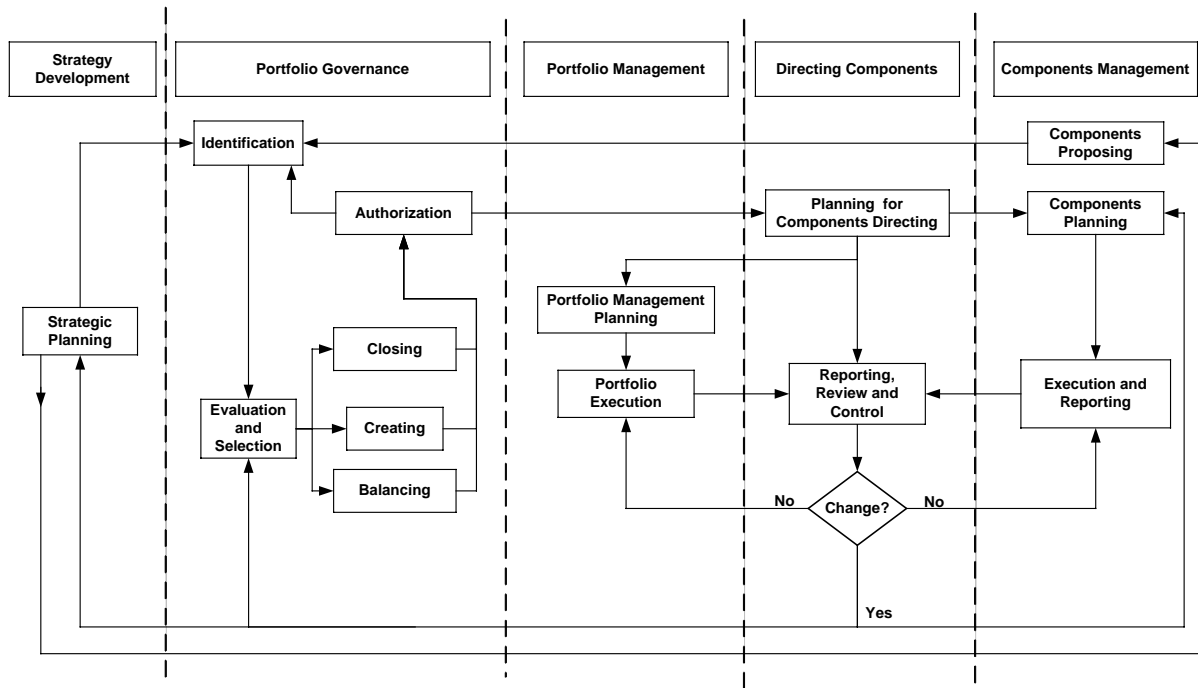 Strategy
Development
Portfolio Governance
Portfolio Management
Directing Components
Components Management
Identification
Components
Proposing
Authorization
Planning for
Components Directing
Components
Planning
Strategic
Planning
Portfolio Management
Planning
Closing
Portfolio
Execution
Reporting,
Review and
Control
Execution and
Reporting
Evaluation
and
Selection
Creating
Balancing
No
Change?
No
Yes